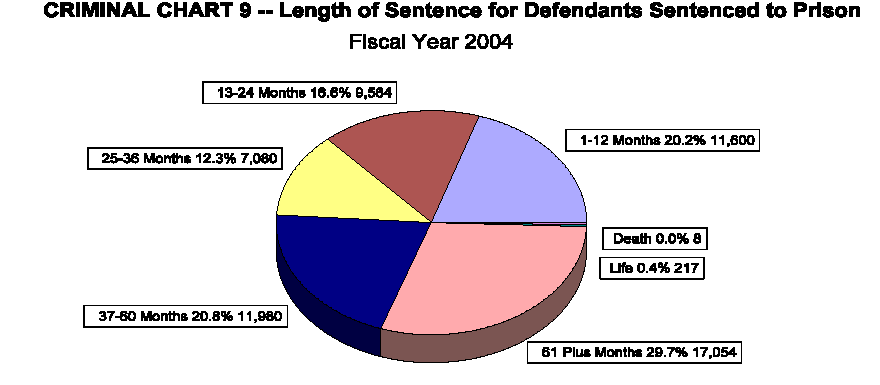 CRIMINAL CHART 9 -- Length of Sentence for Defendants Sentenced to Prison
Fiscal Year 2004
13-24 Months 16.6% 9,564
1-12 Months 20.2% 11,600
25-36 Months 12.3% 7,080
Death 0.0% 8
Life 0.4% 217
37-60 Months 20.8% 11,980
61 Plus Months 29.7% 17,054